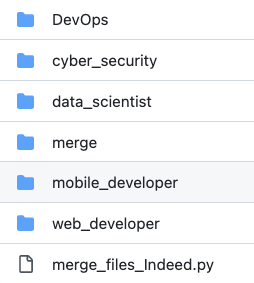 DevOps
cyber_security
data_scientist
merge
mobile_developer
web_developer
merge_files_Indeed.py